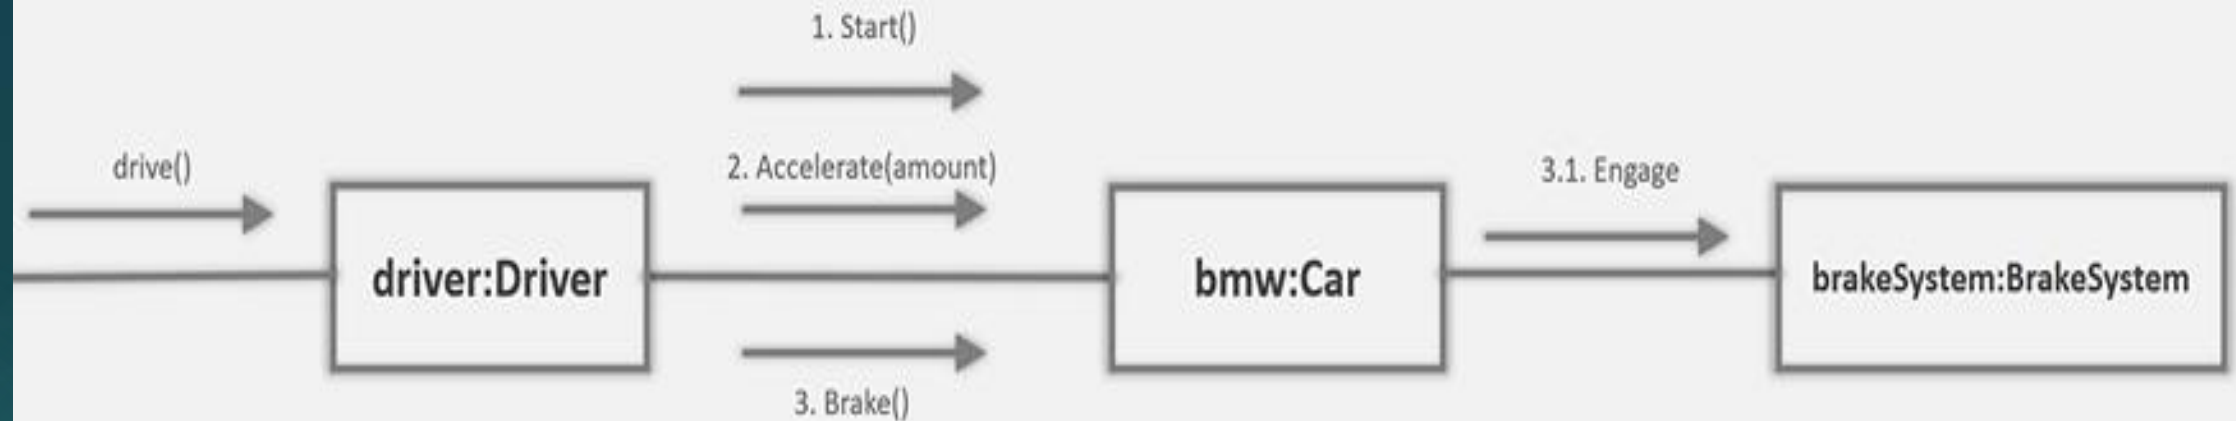 drive()
driver:Driver
1. Start()
2. Accelerate(amount)
3. Brake()
bmw:Car
3.1. Engage
brakeSystem:BrakeSystem